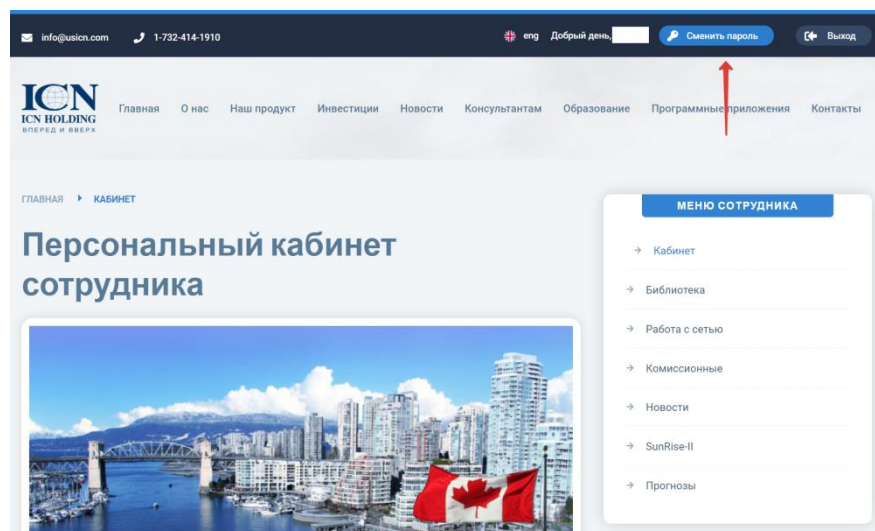 info@usicn.com 1-732-414-1910 eng Добрый день, Сменить пароль Выход
ICN
ICN HOLDING
ВПЕРЕД И ВВЕРХ
Главная О нас Наш продукт Инвестиции Новости Консультантам Образование Программные приложения Контакты
ГЛАВНАЯ КАБИНЕТ
Персональный кабинет
сотрудника
МЕНЮ СОТРУДНИКА
Кабинет
Библиотека
Работа с сетью
Комиссионные
Новости
SunRise-II
Прогнозы